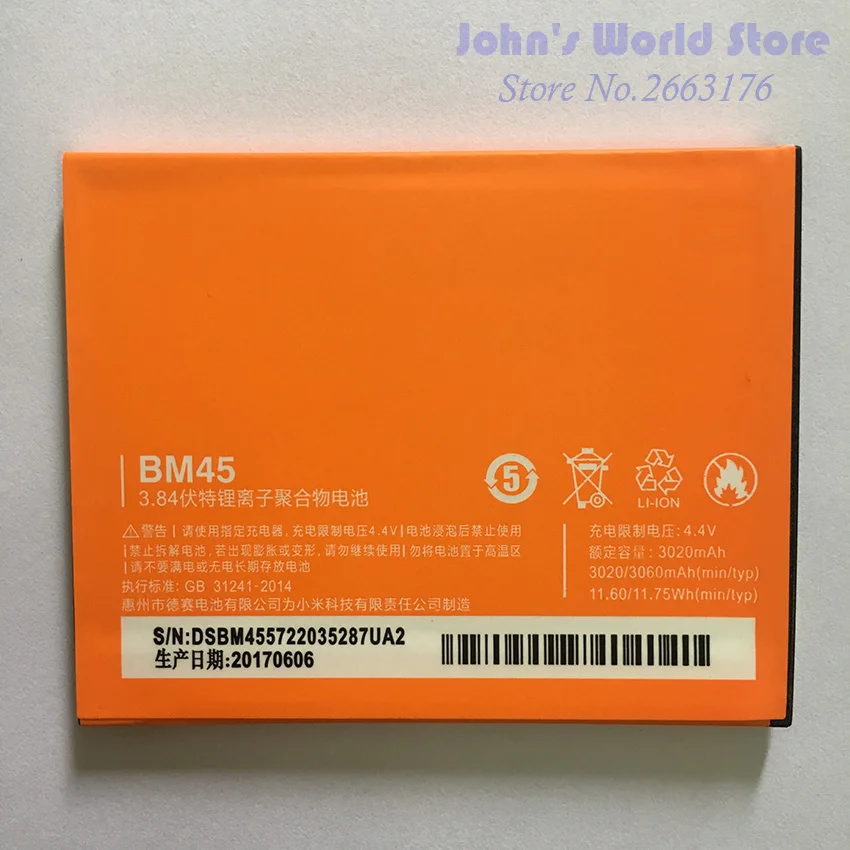 John's World Store
Store No.2663176
BM45
3.84伏特锂离子聚合物电池
5
LI-ION
警告 | 请使用指定充电器, 充电限制电压4.4V | 电池浸泡后禁止使用
禁止拆解电池, 若出现膨胀或变形, 请勿继续使用 | 勿将电池置于高温区
| 请不要满电或无电长期存放电池
执行标准: GB 31241-2014
惠州市德赛电池有限公司为小米科技有限责任公司制造
充电限制电压: 4.4V
额定容量: 3020mAh
3020/3060mAh(min/typ)
11.60/11.75Wh(min/typ)
S/N:DSBM455722035287UA2
生产日期:20170606